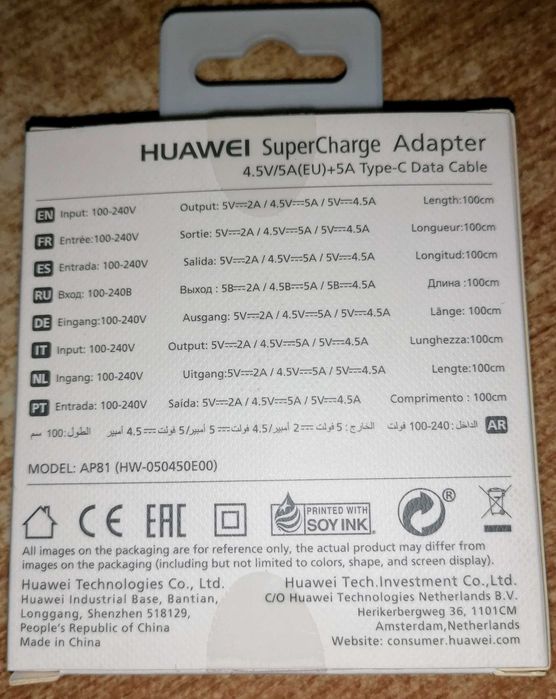 HUAWEI SuperCharge Adapter
4.5V/5A(EU)+5A Type-C Data Cable
EN Input: 100-240V Output: 5V⎓2A / 4.5V⎓5A / 5V⎓4.5A Length:100cm
FR Entrée:100-240V Sortie: 5V⎓2A / 4.5V⎓5A / 5V⎓4.5A Longueur:100cm
ES Entrada: 100-240V Salida: 5V⎓2A / 4.5V⎓5A / 5V⎓4.5A Longitud:100cm
RU Вход: 100-240В Выход : 5В⎓2А / 4.5В⎓5А / 5В⎓4.5А Длина :100cm
DE Eingang:100-240V Ausgang: 5V⎓2A / 4.5V⎓5A / 5V⎓4.5A Länge: 100cm
IT Input: 100-240V Output: 5V⎓2A / 4.5V⎓5A / 5V⎓4.5A Lunghezza:100cm
NL Ingang: 100-240V Uitgang:5V⎓2A / 4.5V⎓5A / 5V⎓4.5A Lengte:100cm
PT Entrada: 100-240V Saída: 5V⎓2A / 4.5V⎓5A / 5V⎓4.5A Comprimento : 100cm
AR الداخل: 100-240 فولت الخارج: 5 فولت⎓2 أمبير/4.5 فولت⎓5 أمبير/5 فولت⎓4.5 أمبير الطول: 100 سم
MODEL: AP81 (HW-050450E00)
CE EAC PRINTED WITH SOY INK ®
All images on the packaging are for reference only, the actual product may differ from
images on the packaging (including but not limited to colors, shape, and screen display).
Huawei Technologies Co., Ltd.
Huawei Industrial Base, Bantian,
Longgang, Shenzhen 518129,
People's Republic of China
Made in China
Huawei Tech.Investment Co.,Ltd.
C/O Huawei Technologies Netherlands B.V.
Herikerbergweg 36, 1101CM
Amsterdam,Netherlands
Website: consumer.huawei.com